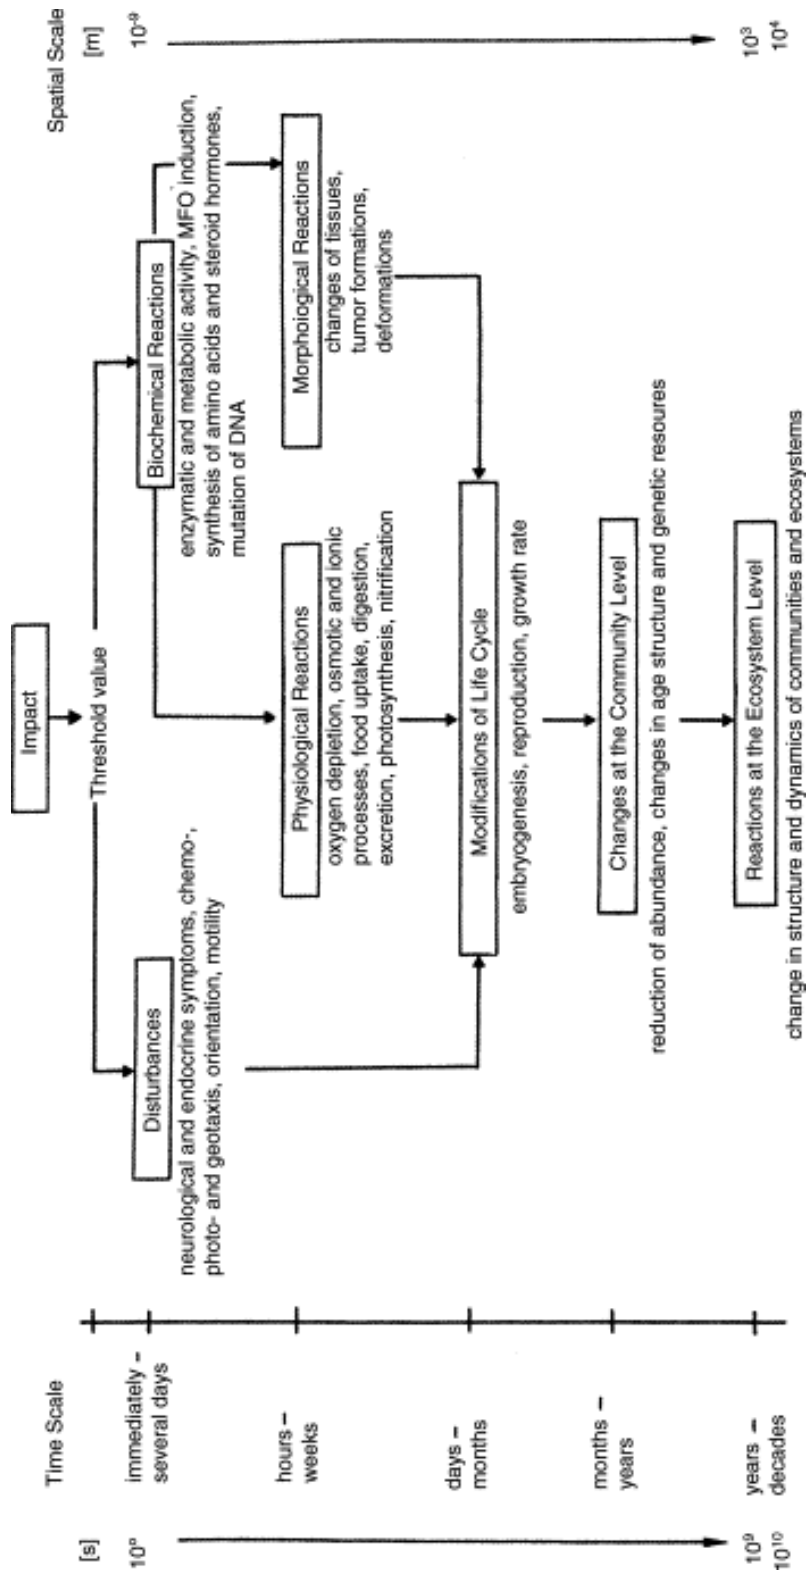 Impact
Threshold value
Time Scale
[s]
Spatial Scale
[m]
10º
immediately –
several days
10⁻⁹
Disturbances
neurological and endocrine symptoms, chemo-,
photo- and geotaxis, orientation, motility
Biochemical Reactions
enzymatic and metabolic activity, MFO induction,
synthesis of amino acids and steroid hormones,
mutation of DNA
hours –
weeks
Physiological Reactions
oxygen depletion, osmotic and ionic
processes, food uptake, digestion,
excretion, photosynthesis, nitrification
Morphological Reactions
changes of tissues,
tumor formations,
deformations
days –
months
Modifications of Life Cycle
embryogenesis, reproduction, growth rate
months –
years
Changes at the Community Level
reduction of abundance, changes in age structure and genetic resoures
10⁹
10¹⁰
years –
decades
Reactions at the Ecosystem Level
change in structure and dynamics of communities and ecosystems
10³
10⁴